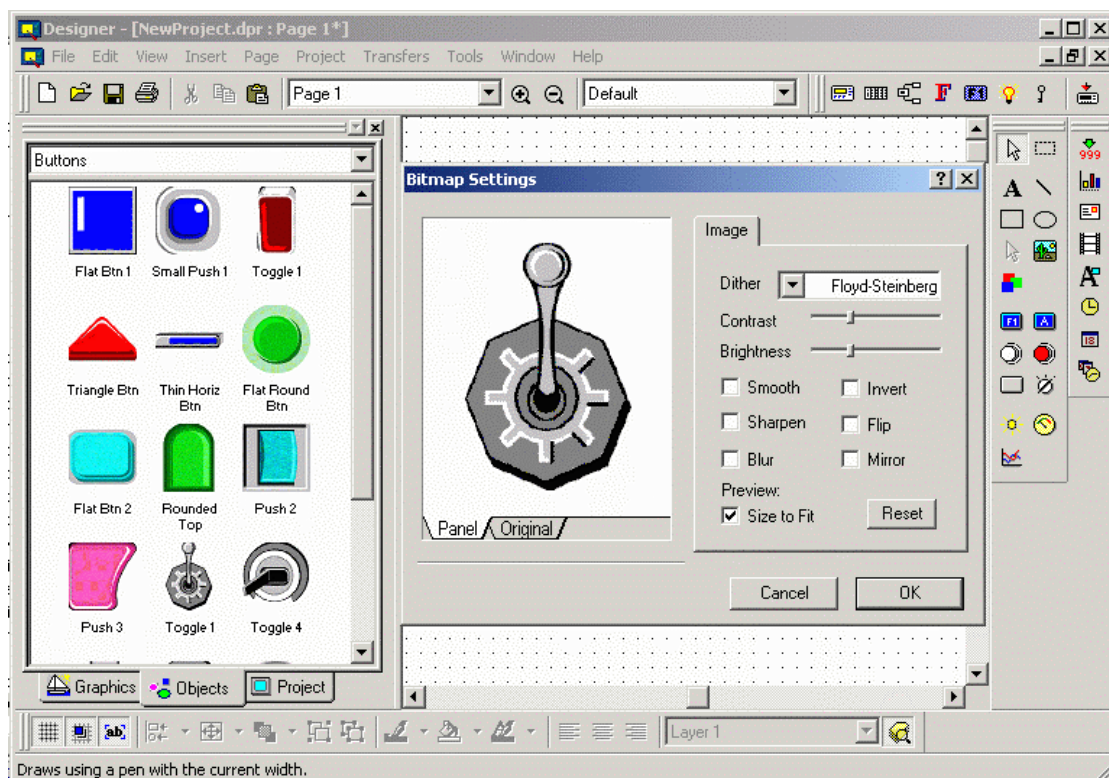 Designer - [NewProject.dpr : Page 1*]
File Edit View Insert Page Project Transfers Tools Window Help
Page 1
Default
F
F1
Buttons
Flat Btn 1
Small Push 1
Toggle 1
Triangle Btn
Thin Horiz
Btn
Flat Round
Btn
Flat Btn 2
Rounded
Top
Push 2
Push 3
Toggle 1
Toggle 4
Graphics
Objects
Project
Bitmap Settings
Panel
Original
Image
Dither
Floyd-Steinberg
Contrast
Brightness
Smooth
Invert
Sharpen
Flip
Blur
Mirror
Preview:
Size to Fit
Reset
Cancel
OK
A
999
A
F1
A
ab
Layer 1
Draws using a pen with the current width.